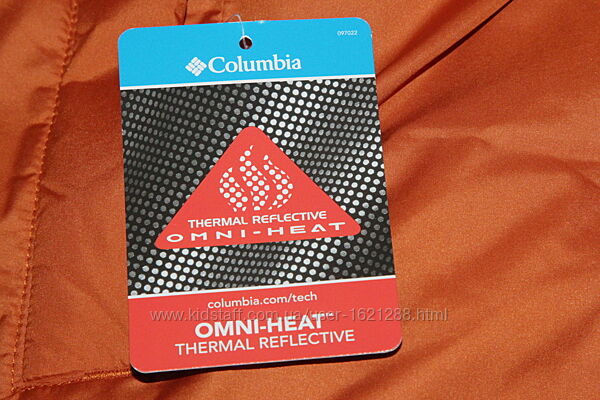 097022
Columbia
THERMAL REFLECTIVE
OMNI-HEAT
columbia.com/tech
www.kidstaff.com.ua/user-1621288.html
OMNI-HEAT™
THERMAL REFLECTIVE